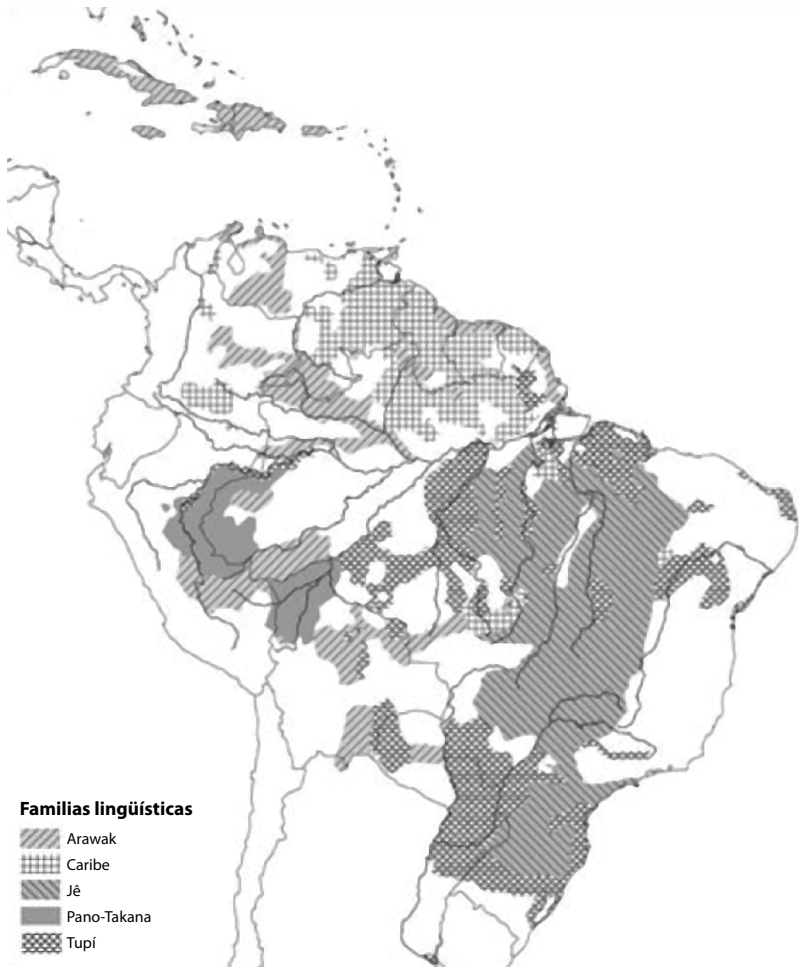 Familias lingüísticas
Arawak
Caribe
Jê
Pano-Takana
Tupí